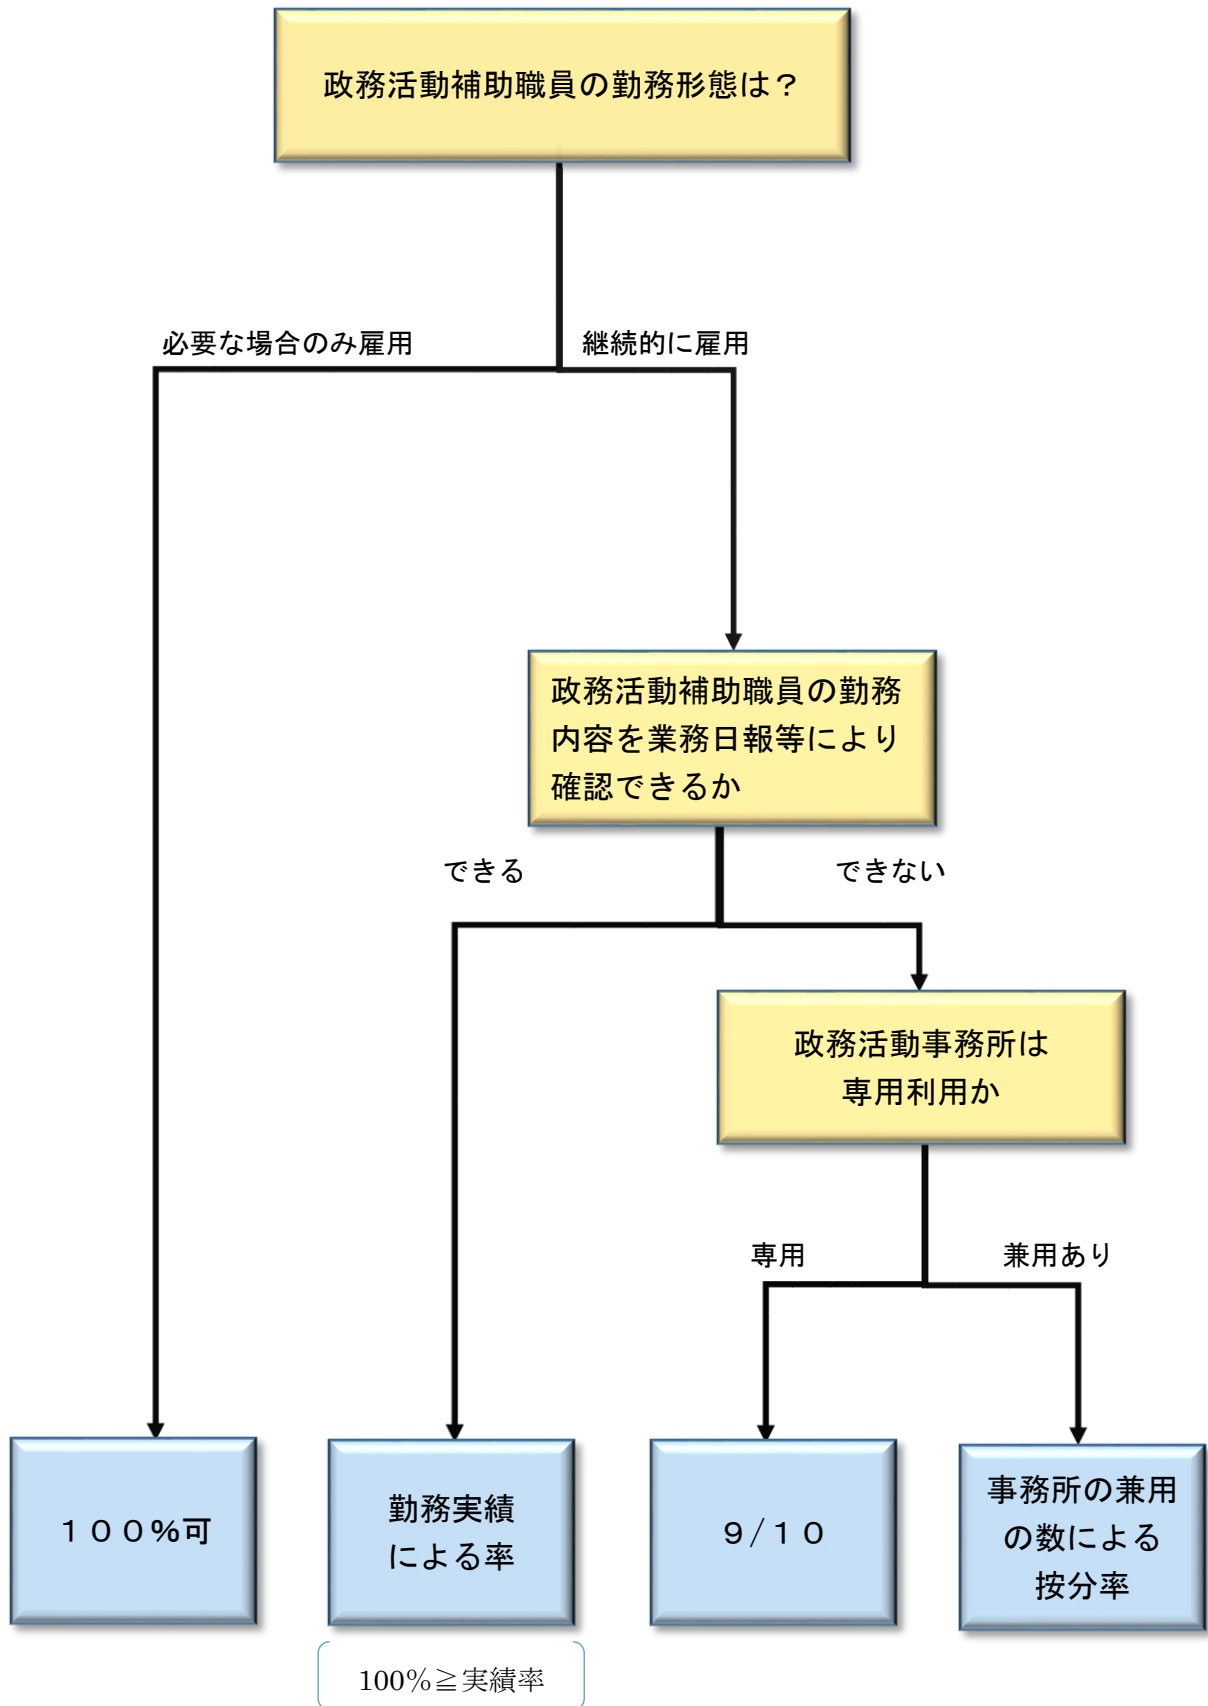 政務活動補助職員の勤務形態は？
必要な場合のみ雇用
継続的に雇用
政務活動補助職員の勤務
内容を業務日報等により
確認できるか
できる
できない
政務活動事務所は
専用利用か
専用
兼用あり
１００％可
勤務実績
による率
９/１０
事務所の兼用
の数による
按分率
100％≧実績率